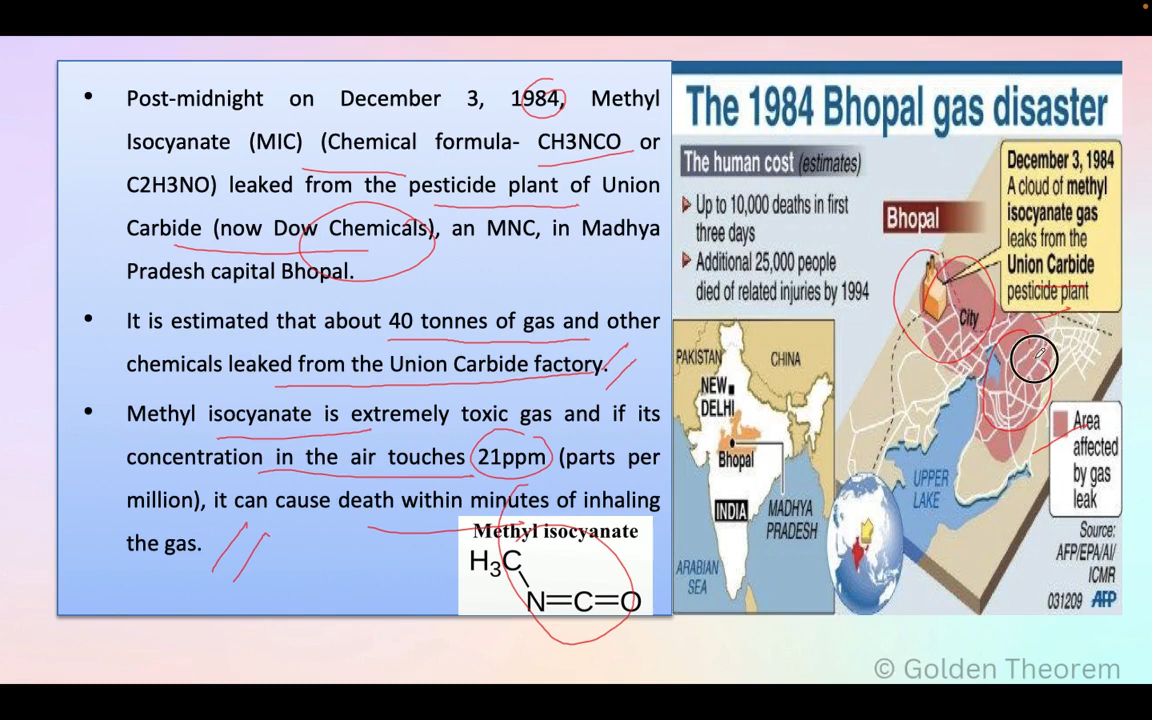 • Post-midnight on December 3, 1984, Methyl
Isocyanate (MIC) (Chemical formula- CH3NCO or
C2H3NO) leaked from the pesticide plant of Union
Carbide (now Dow Chemicals), an MNC, in Madhya
Pradesh capital Bhopal.
• It is estimated that about 40 tonnes of gas and other
chemicals leaked from the Union Carbide factory.
• Methyl isocyanate is extremely toxic gas and if its
concentration in the air touches 21ppm (parts per
million), it can cause death within minutes of inhaling
the gas.
Methyl isocyanate
H3C
N=C=O
The 1984 Bhopal gas disaster
The human cost (estimates)
Up to 10,000 deaths in first
three days
Additional 25,000 people
died of related injuries by 1994
Bhopal
December 3, 1984
A cloud of methyl
isocyanate gas
leaks from the
Union Carbide
pesticide plant
City
PAKISTAN
CHINA
NEW
DELHI
Bhopal
INDIA
MADHYA
PRADESH
ARABIAN
SEA
UPPER
LAKE
Area
affected
by gas
leak
Source:
AFP/EPA/AI/
ICMR
031209 AFP
© Golden Theorem